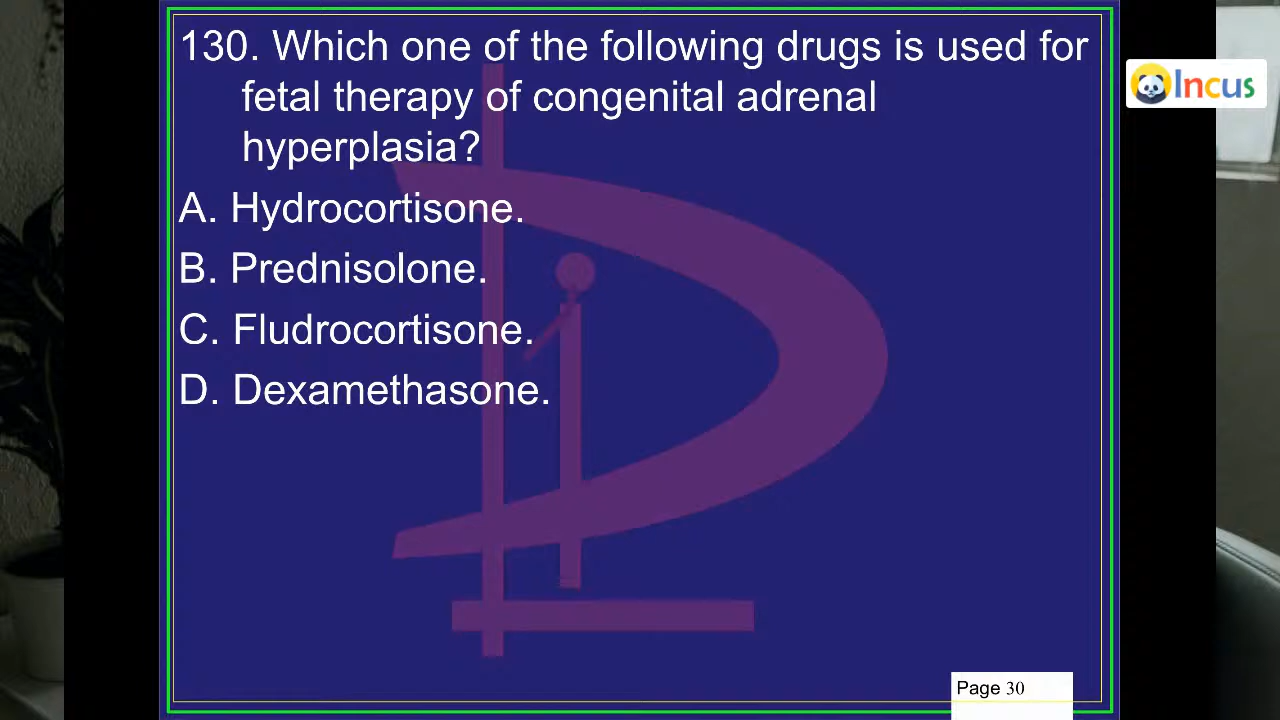 130. Which one of the following drugs is used for
fetal therapy of congenital adrenal
hyperplasia?
A. Hydrocortisone.
B. Prednisolone.
C. Fludrocortisone.
D. Dexamethasone.
Incus
Page 30